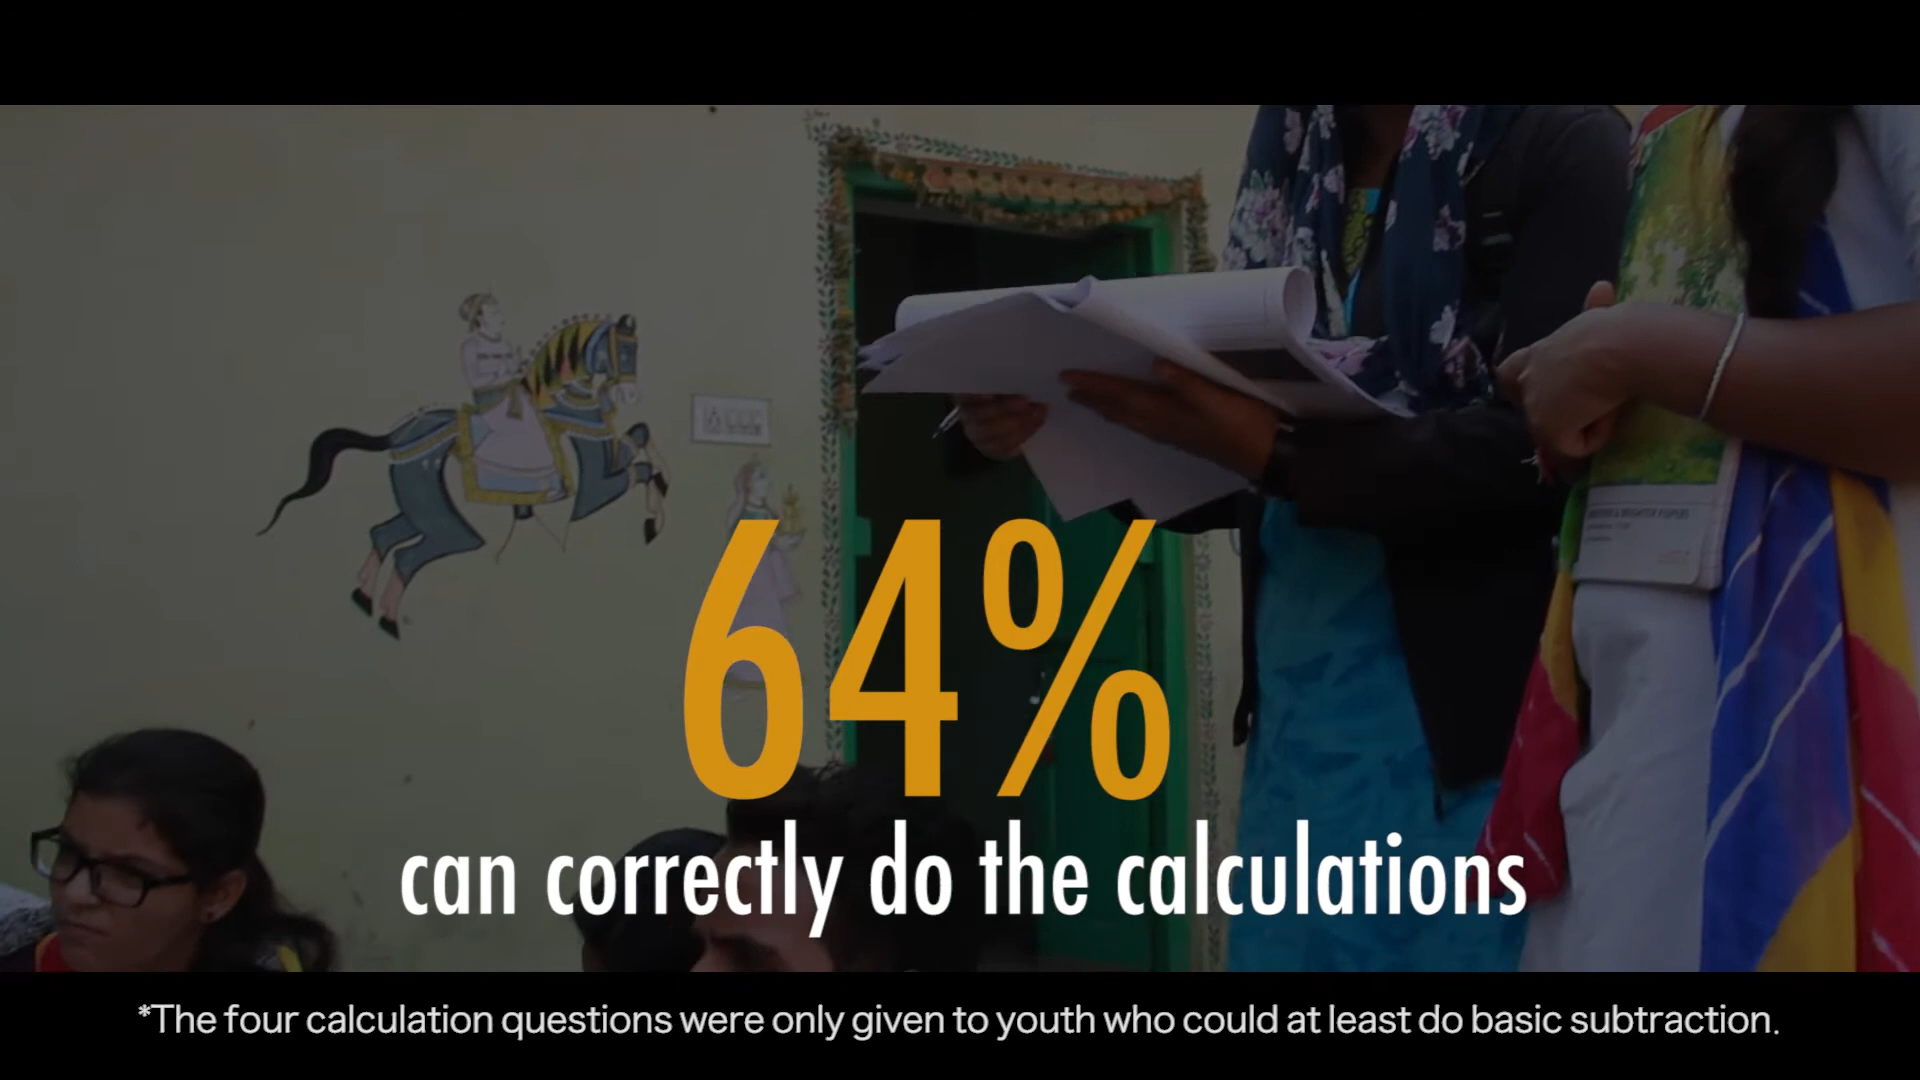 64%
can correctly do the calculations
*The four calculation questions were only given to youth who could at least do basic subtraction.